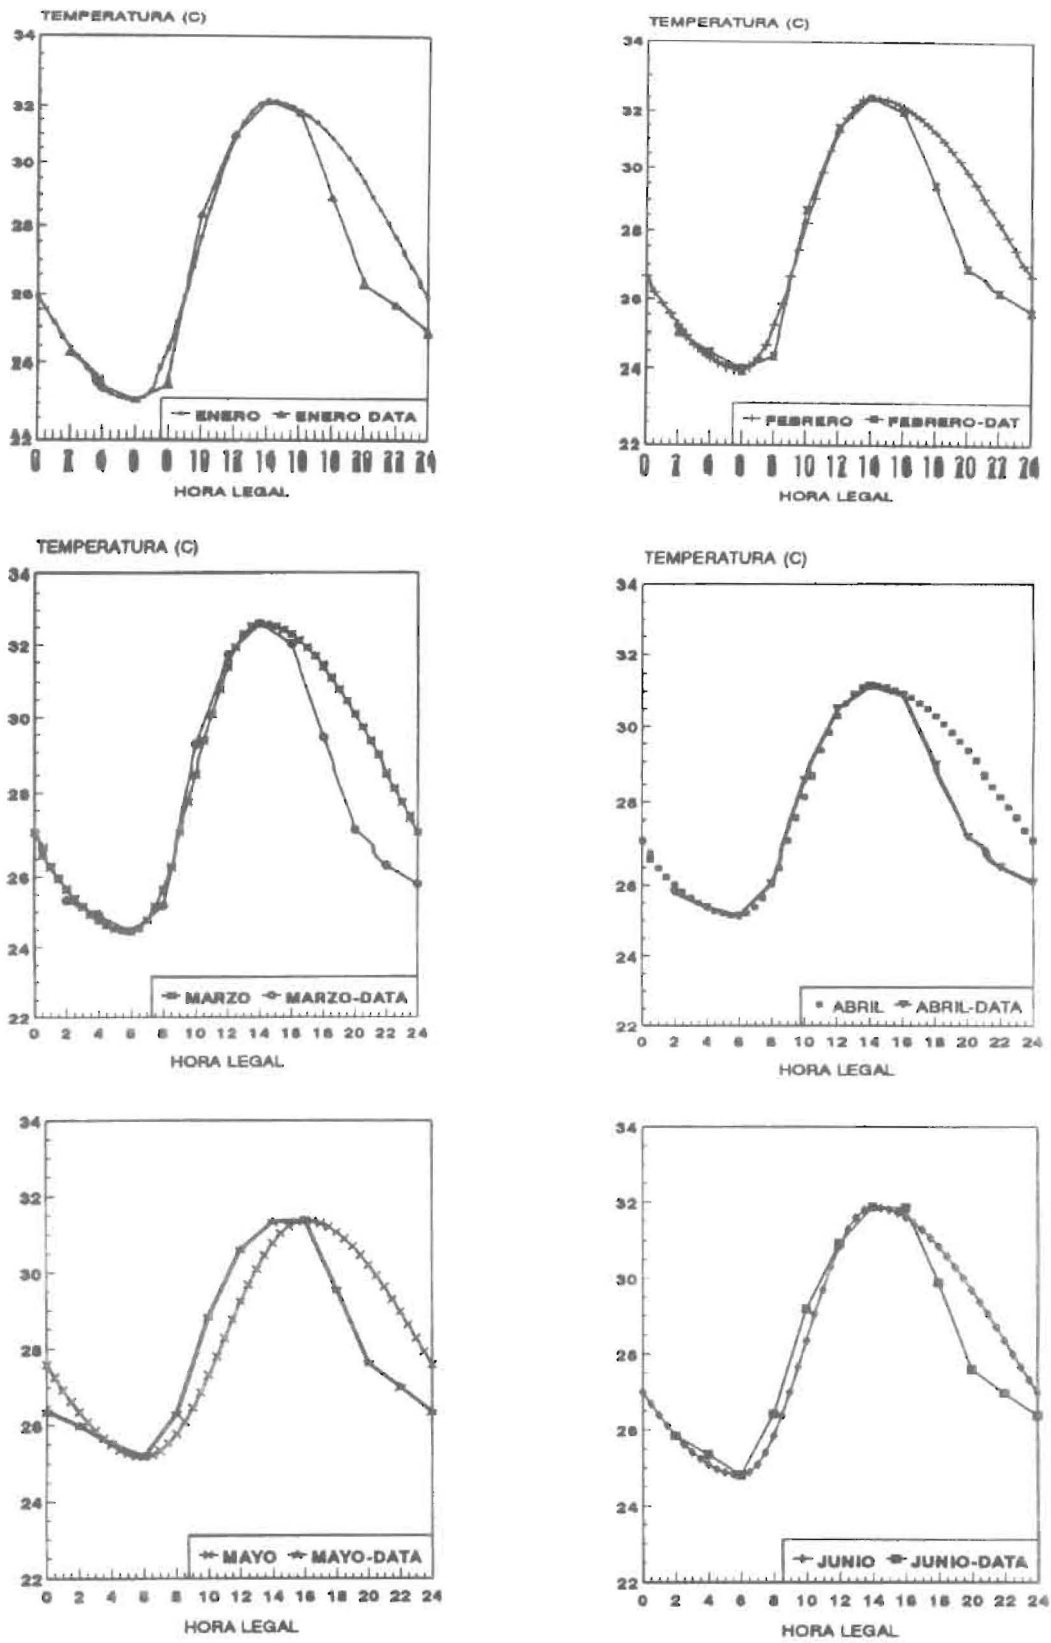 TEMPERATURA (C)
34
32
30
28
26
24
22
ENERO ENERO DATA
0 2 4 6 8 10 12 14 16 18 20 22 24
HORA LEGAL
TEMPERATURA (C)
34
32
30
28
26
24
22
FEBRERO FEBRERO-DAT
0 2 4 6 8 10 12 14 16 18 20 22 24
HORA LEGAL
TEMPERATURA (C)
34
32
30
28
26
24
22
MARZO MARZO-DATA
0 2 4 6 8 10 12 14 16 18 20 22 24
HORA LEGAL
TEMPERATURA (C)
34
32
30
28
26
24
22
ABRIL ABRIL-DATA
0 2 4 6 8 10 12 14 16 18 20 22 24
HORA LEGAL
34
32
30
28
26
24
22
MAYO MAYO-DATA
0 2 4 6 8 10 12 14 16 18 20 22 24
HORA LEGAL
34
32
30
28
26
24
22
JUNIO JUNIO-DATA
0 2 4 6 8 10 12 14 16 18 20 22 24
HORA LEGAL